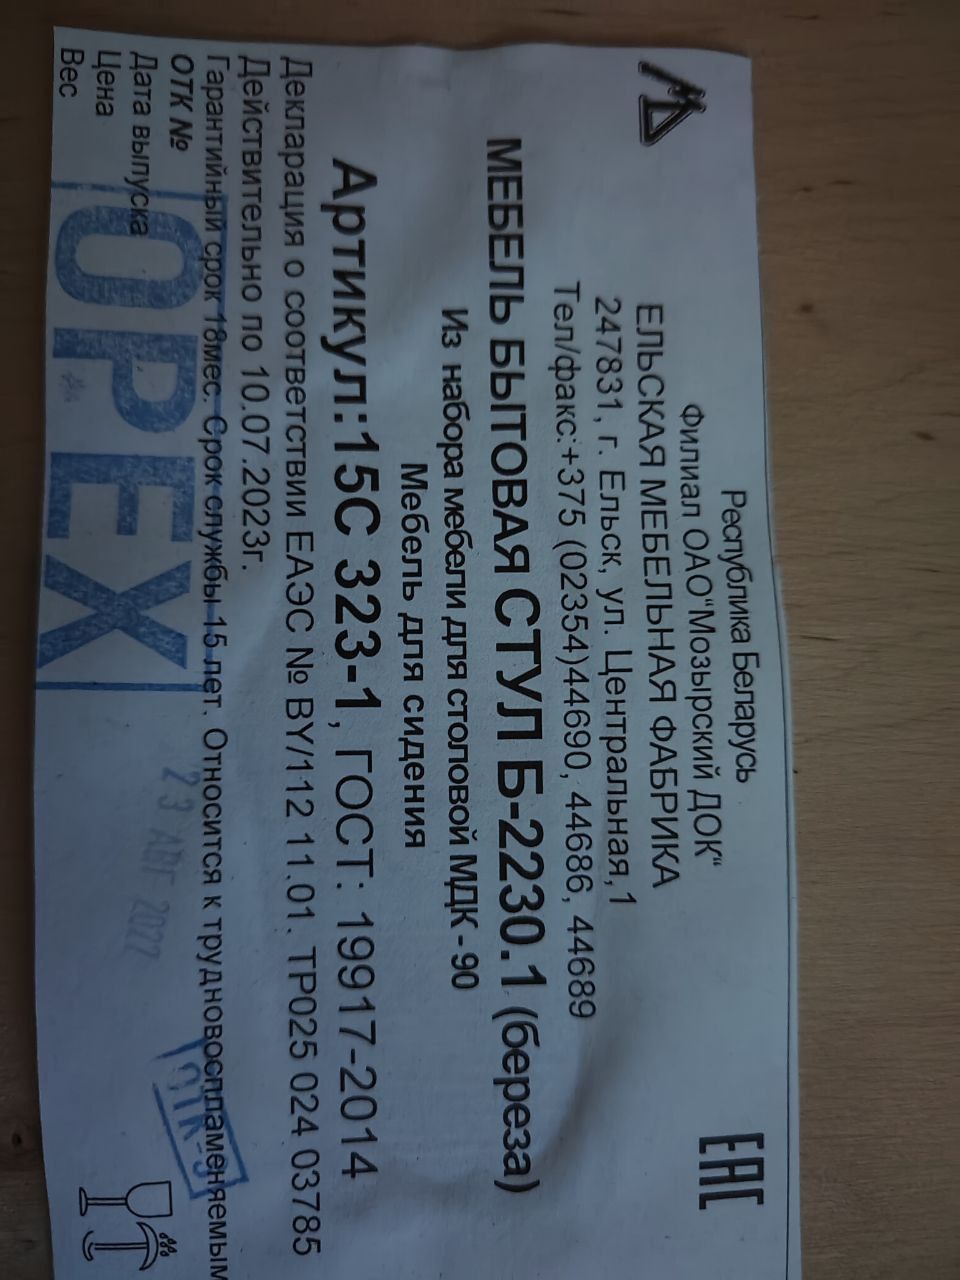 Республика Беларусь
Филиал ОАО“Мозырский ДОК“
ЕЛЬСКАЯ МЕБЕЛЬНАЯ ФАБРИКА
247831, г. Ельск, ул. Центральная,1
Тел/факс:+375 (02354)44690, 44686, 44689
МЕБЕЛЬ БЫТОВАЯ СТУЛ Б-2230.1 (береза)
Из набора мебели для столовой МДК - 90
Мебель для сидения
Артикул:15С 323-1, ГОСТ: 19917-2014
Декларация о соответствии ЕАЭС № BY/112 11.01. ТР025 024 03785
Действительно по 10.07.2023г.
Гарантийный срок 18мес. Срок службы 15 лет. Относится к трудновоспламеняемым
ОТК №
Дата выпуска
Цена
Вес
ОРЕХ
23 АВГ 2022
ОТК-
ЕАС